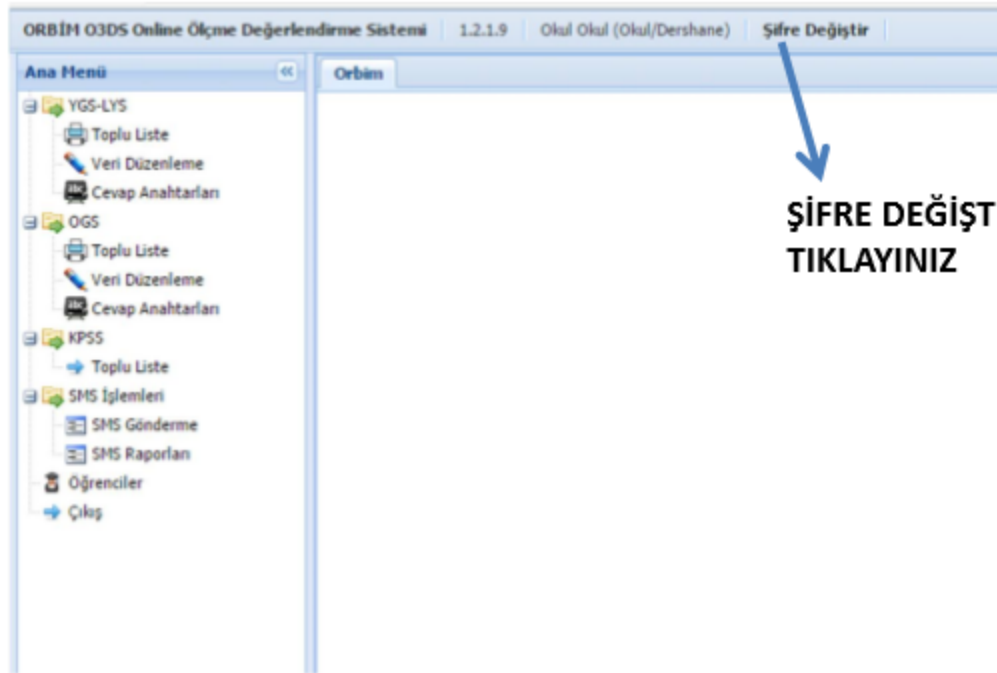 ORBİM O3DS Online Ölçme Değerlendirme Sistemi 1.2.1.9 Okul Okul (Okul/Dershane) Şifre Değiştir
Ana Menü
Orbim
YGS-LYS
Toplu Liste
Veri Düzenleme
Cevap Anahtarları
OGS
Toplu Liste
Veri Düzenleme
Cevap Anahtarları
KPSS
Toplu Liste
SMS İşlemleri
SMS Gönderme
SMS Raporları
Öğrenciler
Çıkış
ŞİFRE DEĞİŞT
TIKLAYINIZ